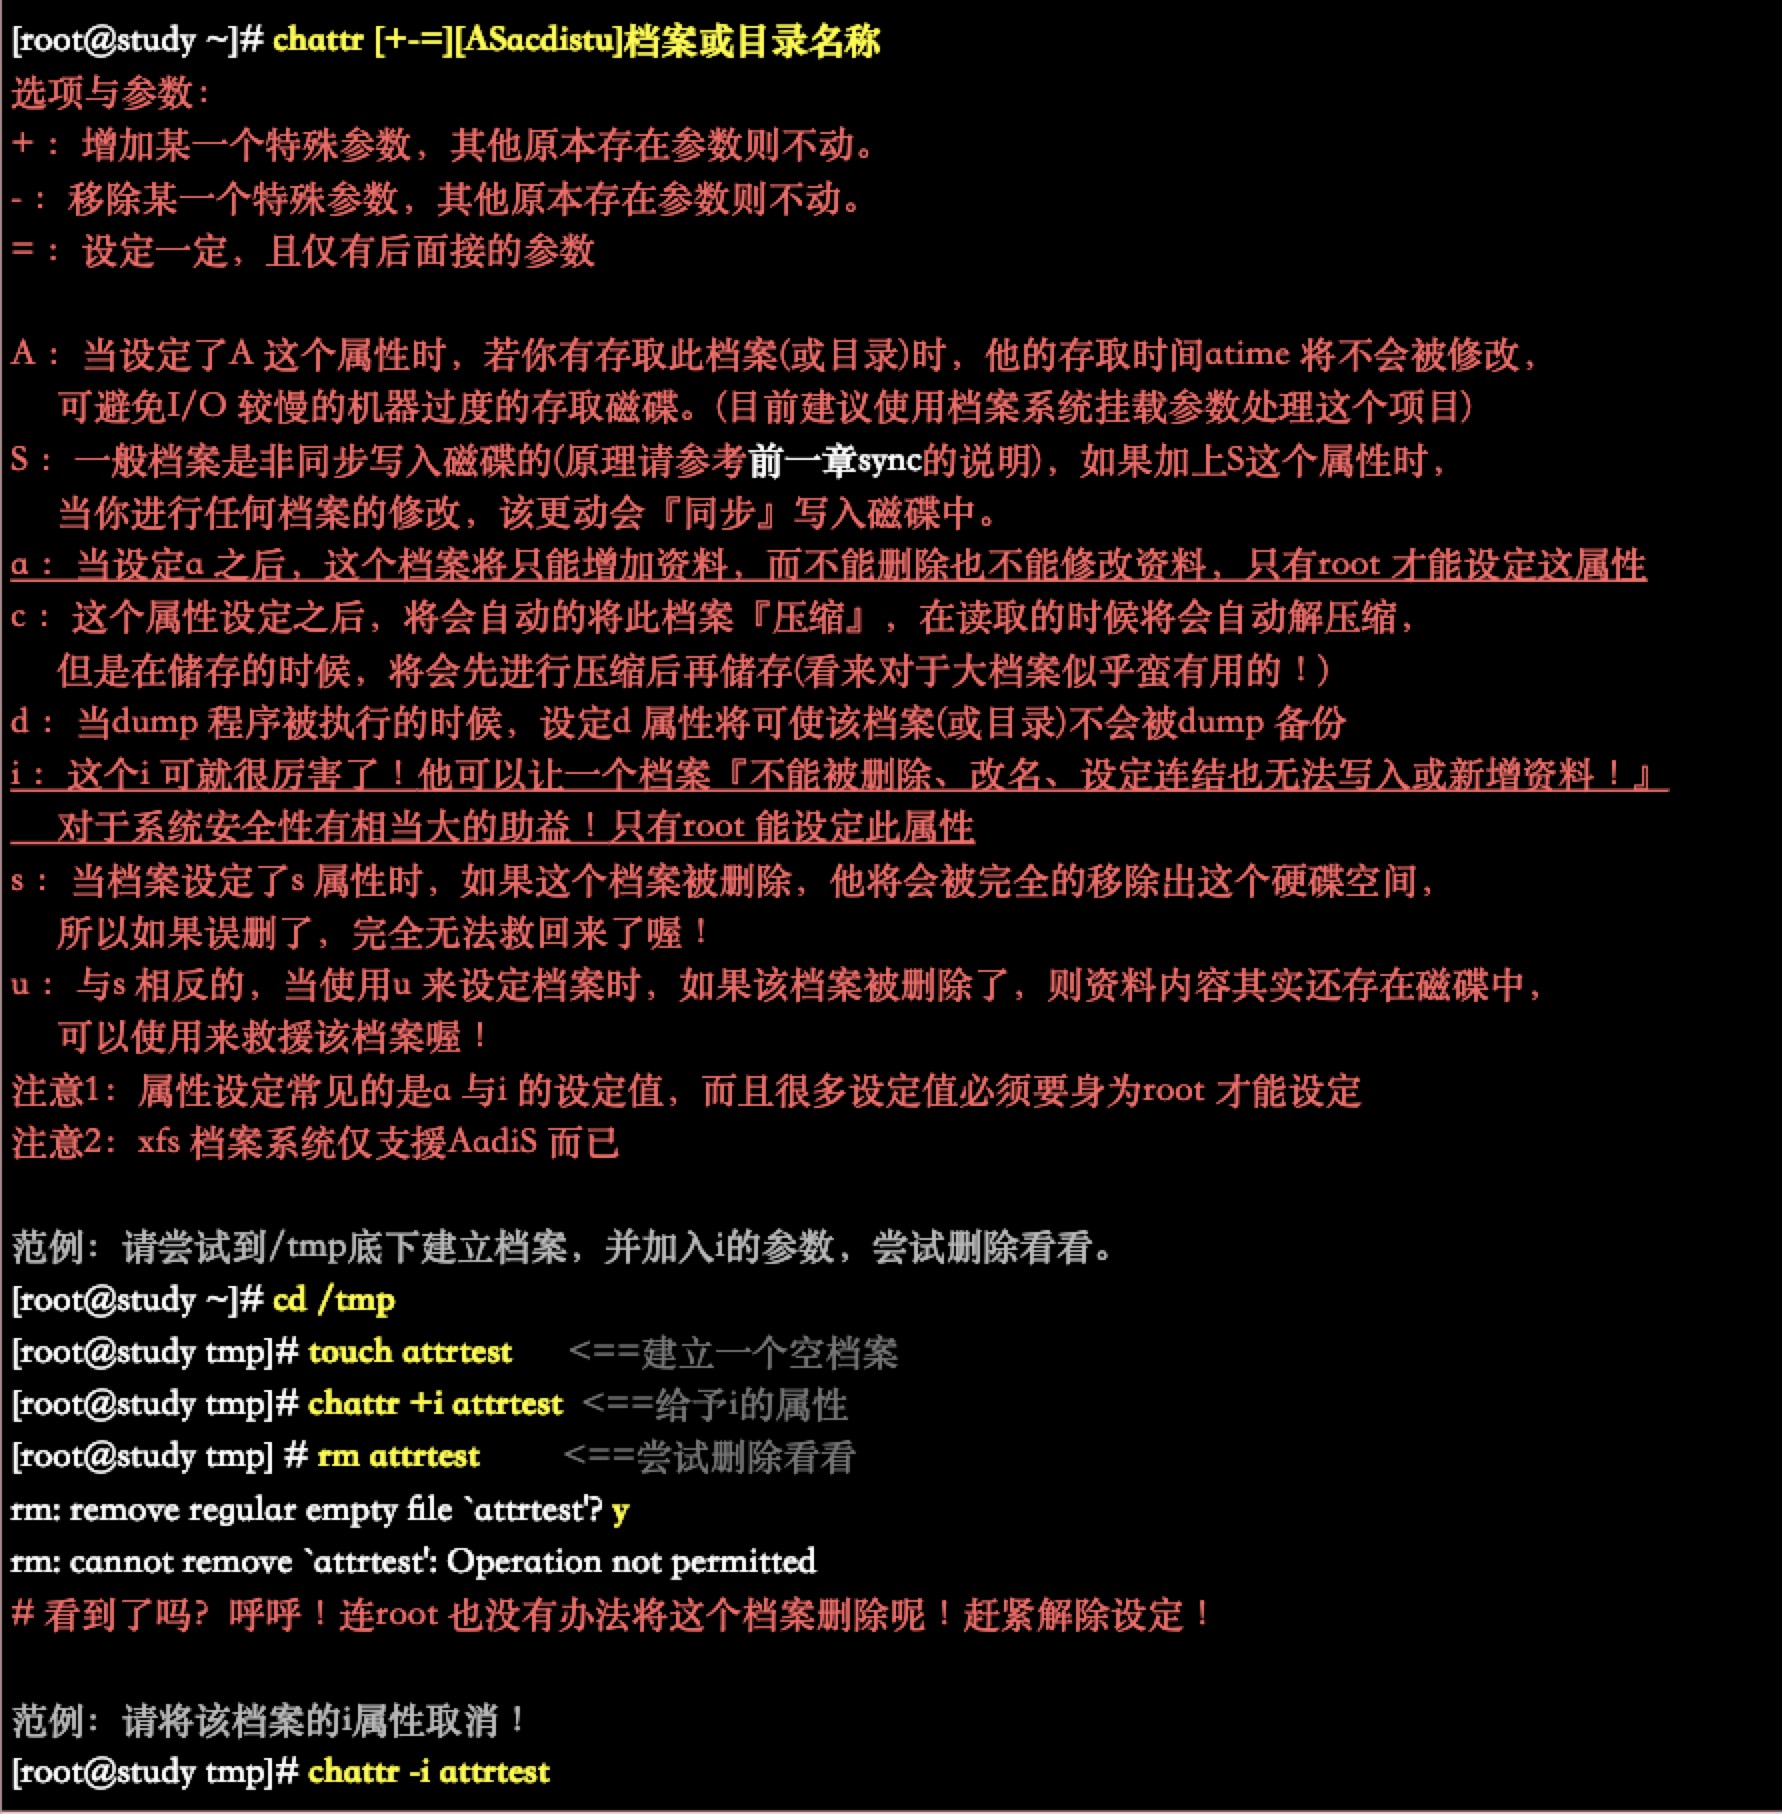 [root@study ~]# chattr [+-=][ASacdistu]档案或目录名称
选项与参数：
+ ：增加某一个特殊参数，其他原本存在参数则不动。
- ：移除某一个特殊参数，其他原本存在参数则不动。
= ：设定一定，且仅有后面接的参数
A ：当设定了A 这个属性时，若你有存取此档案(或目录)时，他的存取时间atime 将不会被修改，
可避免I/O 较慢的机器过度的存取磁碟。(目前建议使用档案系统挂载参数处理这个项目)
S ：一般档案是非同步写入磁碟的(原理请参考前一章sync的说明)，如果加上S这个属性时，
当你进行任何档案的修改，该更动会『同步』写入磁碟中。
a ：当设定a 之后，这个档案将只能增加资料，而不能删除也不能修改资料，只有root 才能设定这属性
c ：这个属性设定之后，将会自动的将此档案『压缩』，在读取的时候将会自动解压缩，
但是在储存的时候，将会先进行压缩后再储存(看来对于大档案似乎蛮有用的！)
d ：当dump 程序被执行的时候，设定d 属性将可使该档案(或目录)不会被dump 备份
i ：这个i 可就很厉害了！他可以让一个档案『不能被删除、改名、设定连结也无法写入或新增资料！』
对于系统安全性有相当大的助益！只有root 能设定此属性
s ：当档案设定了s 属性时，如果这个档案被删除，他将会被完全的移除出这个硬碟空间，
所以如果误删了，完全无法救回来了喔！
u ：与s 相反的，当使用u 来设定档案时，如果该档案被删除了，则资料内容其实还存在磁碟中，
可以使用来救援该档案喔！
注意1：属性设定常见的是a 与i 的设定值，而且很多设定值必须要身为root 才能设定
注意2：xfs 档案系统仅支援AadiS 而已
范例：请尝试到/tmp底下建立档案，并加入i的参数，尝试删除看看。
[root@study ~]# cd /tmp
[root@study tmp]# touch attrtest <==建立一个空档案
[root@study tmp]# chattr +i attrtest <==给予i的属性
[root@study tmp] # rm attrtest <==尝试删除看看
rm: remove regular empty file `attrtest'? y
rm: cannot remove `attrtest': Operation not permitted
# 看到了吗？呼呼！连root 也没有办法将这个档案删除呢！赶紧解除设定！
范例：请将该档案的i属性取消！
[root@study tmp]# chattr -i attrtest